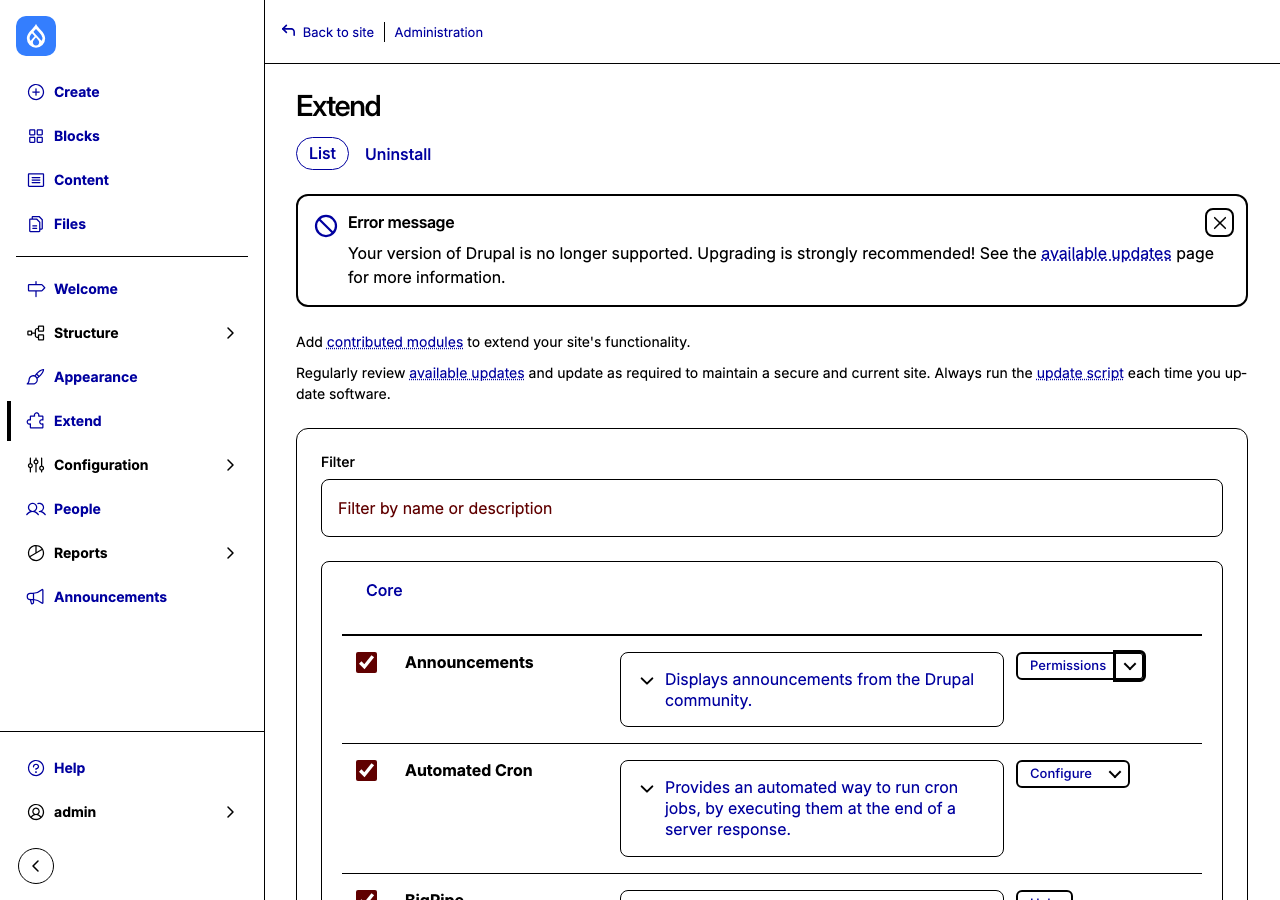 Back to site
Administration
Create
Blocks
Content
Files
Welcome
Structure
Appearance
Extend
Configuration
People
Reports
Announcements
Help
admin
Extend
List
Uninstall
Error message
Your version of Drupal is no longer supported. Upgrading is strongly recommended! See the available updates page
for more information.
Add contributed modules to extend your site's functionality.
Regularly review available updates and update as required to maintain a secure and current site. Always run the update script each time you up-
date software.
Filter
Filter by name or description
Core
Announcements
Displays announcements from the Drupal
community.
Permissions
Automated Cron
Provides an automated way to run cron
jobs, by executing them at the end of a
server response.
Configure
BigPipe